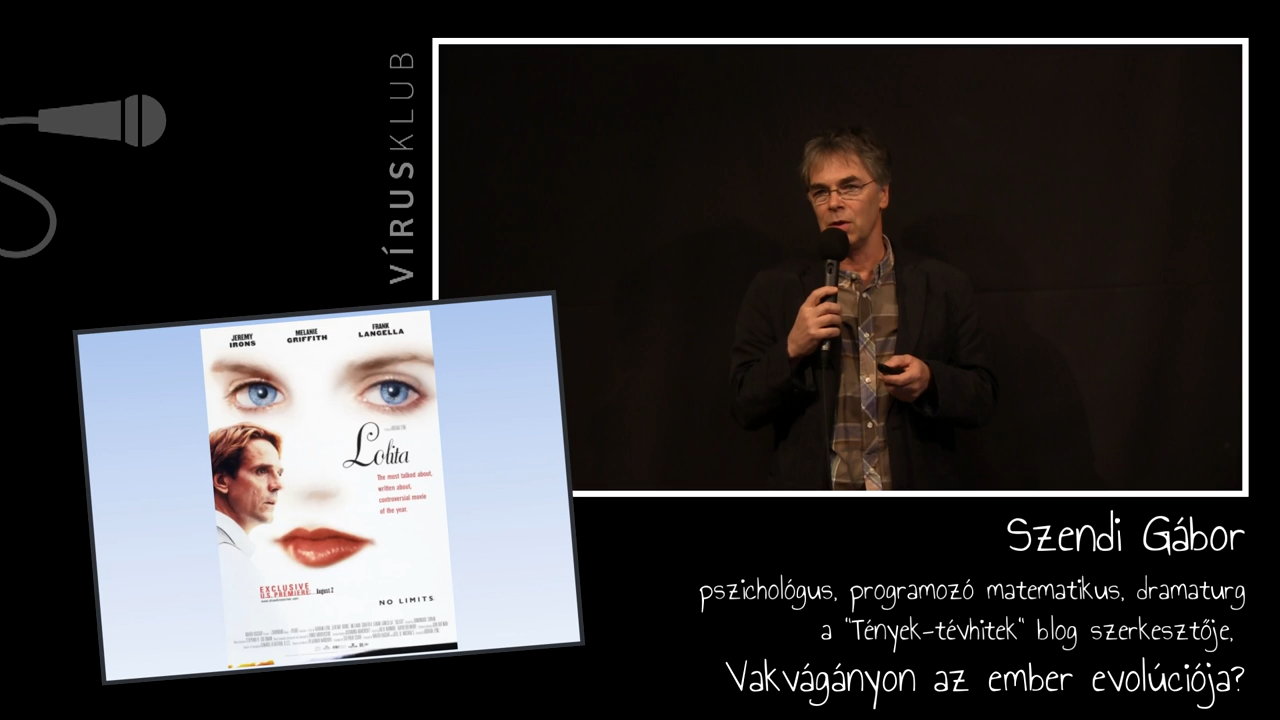 VÍRUSKLUB
JEREMY
IRONS
MELANIE
GRIFFITH
FRANK
LANGELLA
Lolita
The most talked about,
written about,
controversial movie
of the year.
EXCLUSIVE
U.S. PREMIERE August 2
NO LIMITS.
Szendi Gábor
pszichológus, programozó matematikus, dramaturg
a "Tények-tévhitek" blog szerkesztője,
Vakvágányon az ember evolúciója?